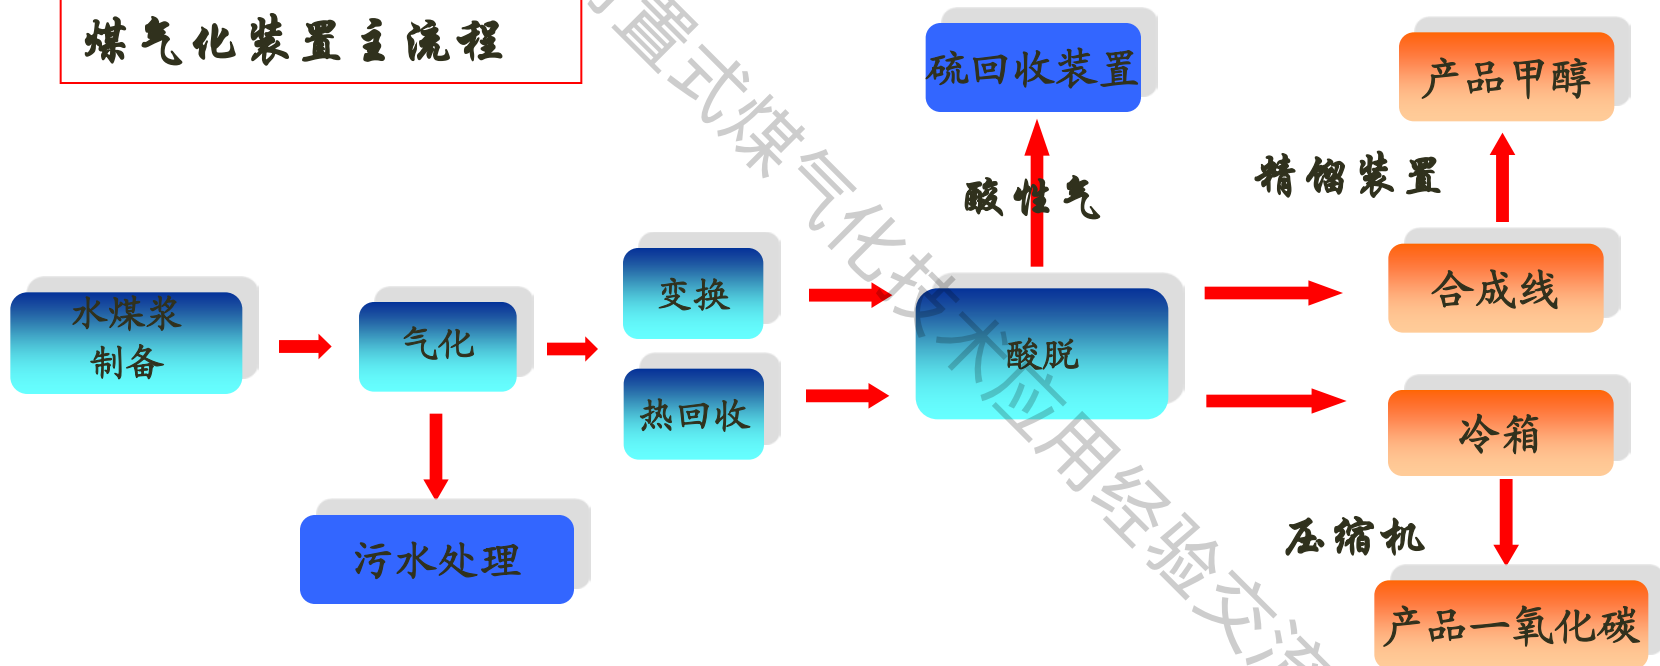 煤气化装置主流程
硫回收装置
产品甲醇
酸性气
精馏装置
水煤浆
制备
气化
变换
热回收
酸脱
合成线
冷箱
污水处理
压缩机
产品一氧化碳
置式煤气化技术应用经验交流